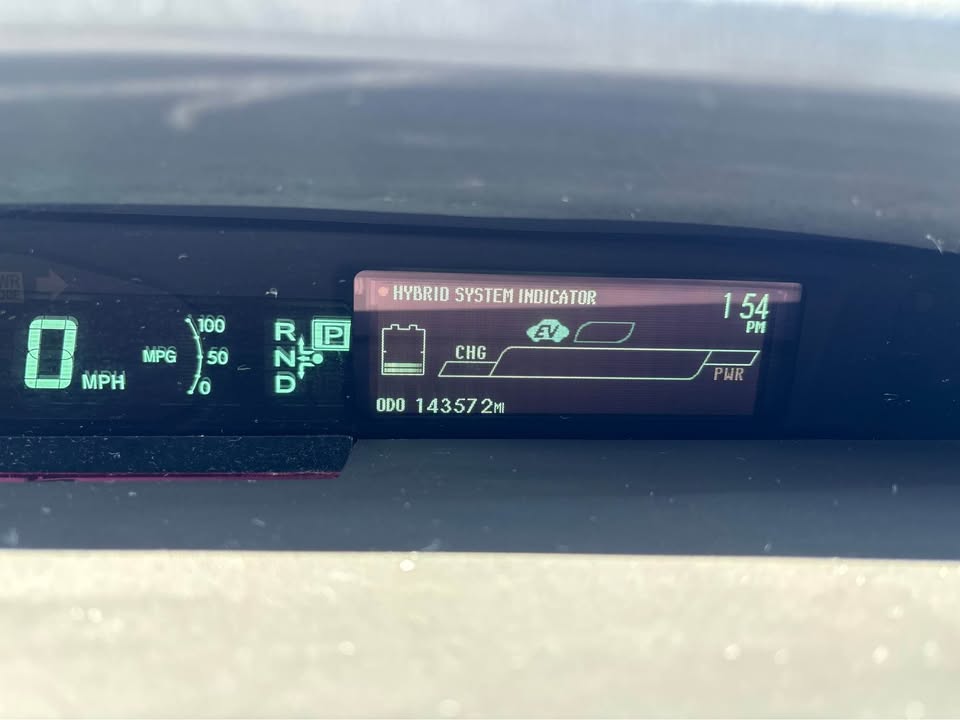 HYBRID SYSTEM INDICATOR
1 54
PM
0
MPH
MPG
100
50
0
R
N
D
P
EV
CHG
PWR
ODO 143572MI